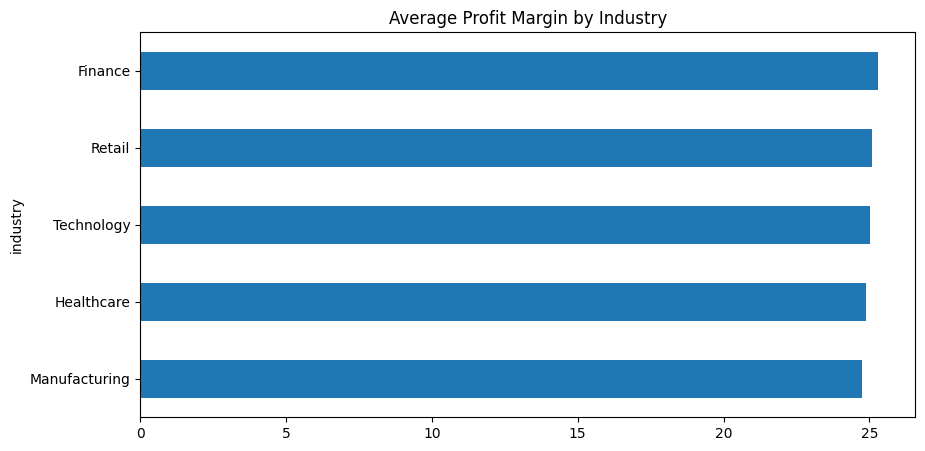 Average Profit Margin by Industry
industry
Finance
Retail
Technology
Healthcare
Manufacturing
0 5 10 15 20 25